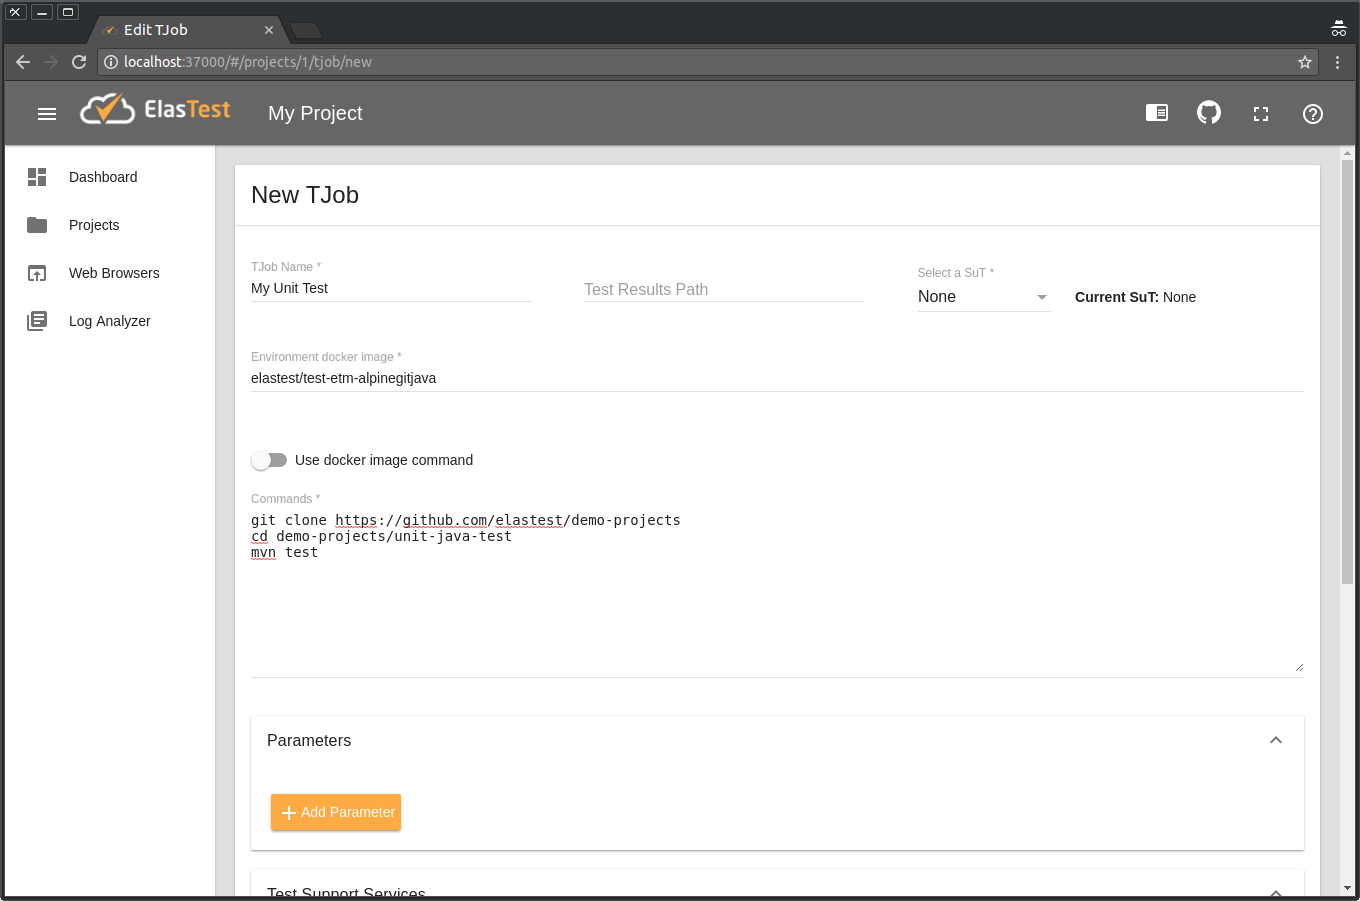 Edit TJob
localhost:37000/#/projects/1/tjob/new
ElasTest
My Project
Dashboard
Projects
Web Browsers
Log Analyzer
New TJob
TJob Name *
My Unit Test
Test Results Path
Select a SuT *
None
Current SuT: None
Environment docker image *
elastest/test-etm-alpinegitjava
Use docker image command
Commands *
git clone https://github.com/elastest/demo-projects
cd demo-projects/unit-java-test
mvn test
Parameters
Add Parameter
Test Support Services